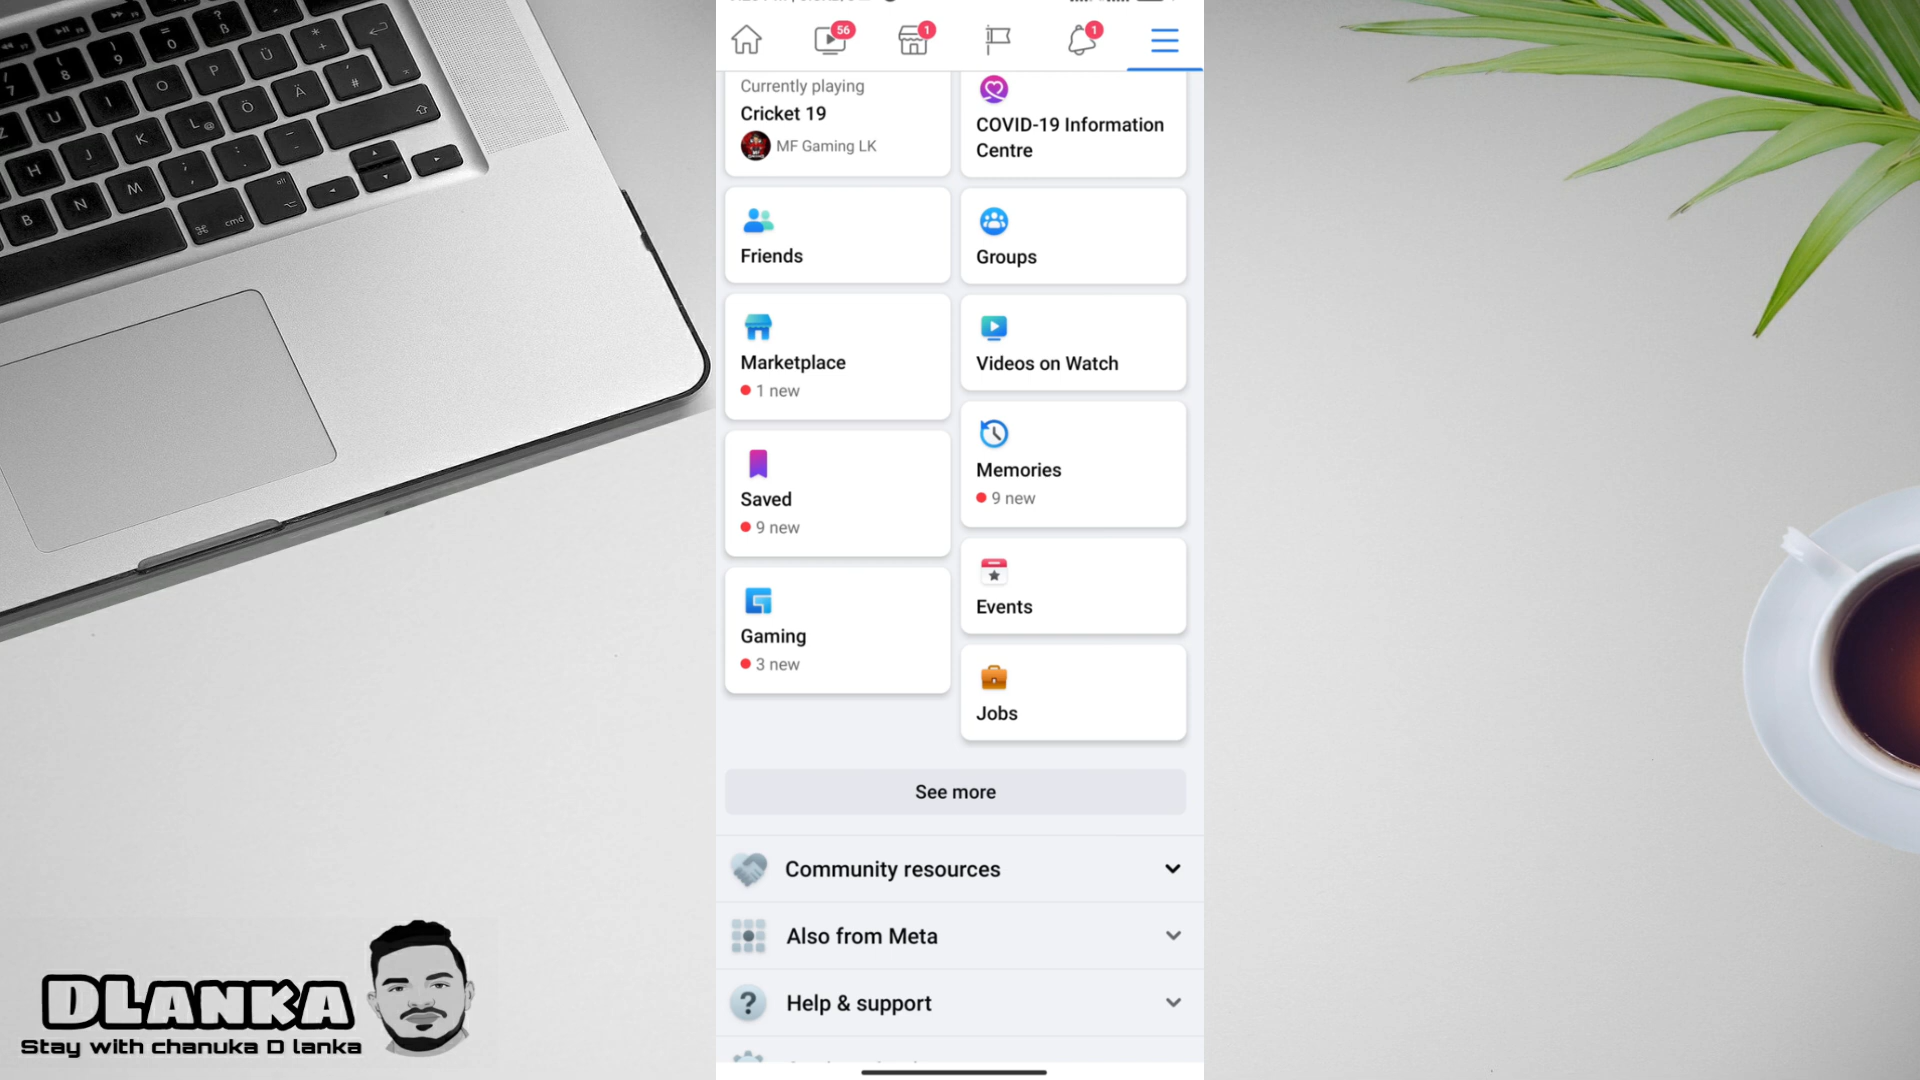 56
1
1
Currently playing
Cricket 19
MF Gaming LK
COVID-19 Information
Centre
Friends
Groups
Marketplace
1 new
Videos on Watch
Saved
9 new
Memories
9 new
Gaming
3 new
Events
Jobs
See more
Community resources
Also from Meta
Help & support
DLANKA
Stay with chanuka D lanka
cmd
alt